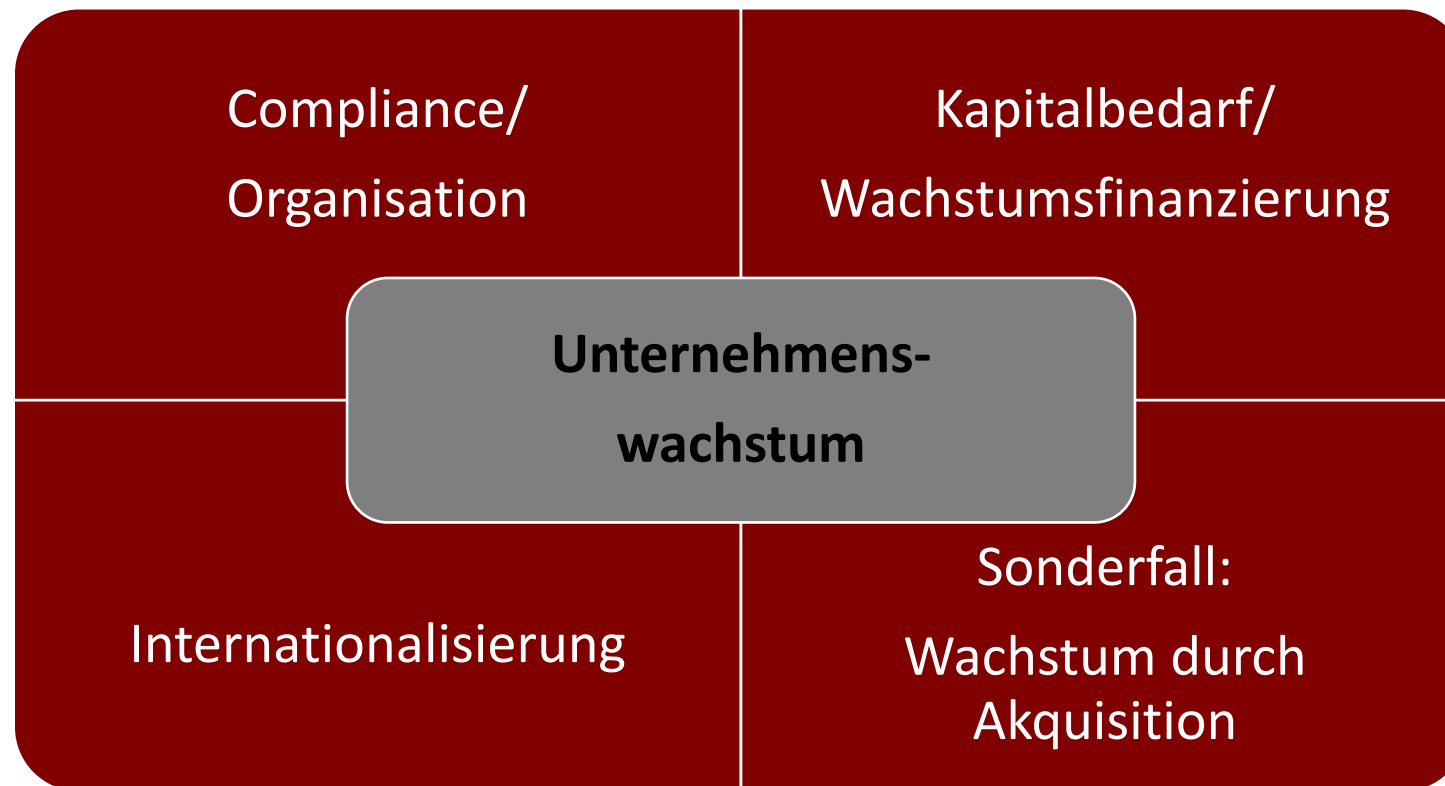 Compliance/
Organisation
Kapitalbedarf/
Wachstumsfinanzierung
Unternehmens-
wachstum
Internationalisierung
Sonderfall:
Wachstum durch
Akquisition